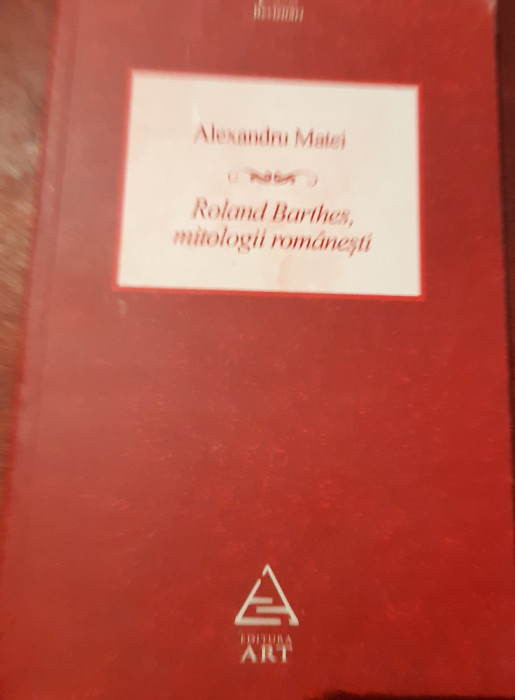 Alexandru Matei
Roland Barthes,
mitologii românești
EDITURA
ART